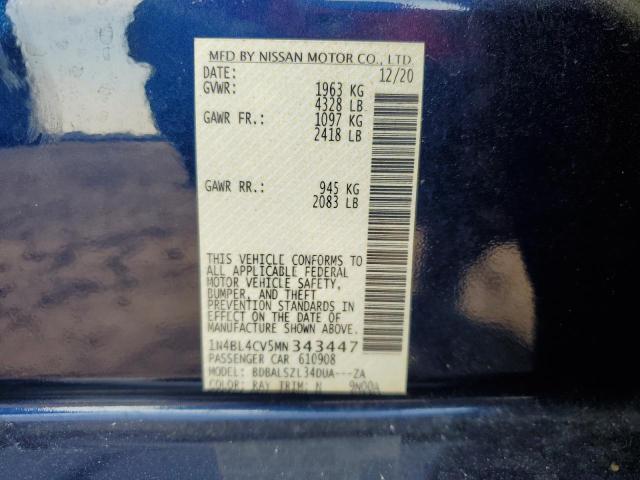 MFD BY NISSAN MOTOR CO., LTD.
DATE: 12/20
GVWR: 1963 KG
4328 LB
GAWR FR.: 1097 KG
2418 LB
GAWR RR.: 945 KG
2083 LB
THIS VEHICLE CONFORMS TO
ALL APPLICABLE FEDERAL
MOTOR VEHICLE SAFETY,
BUMPER, AND THEFT
PREVENTION STANDARDS IN
EFFECT ON THE DATE OF
MANUFACTURE SHOWN ABOVE.
1N4BL4CV5MN343447
PASSENGER CAR 610908
MODEL: BDBALSZL34DUA---ZA
COLOR: RAY TRIM: N 9N00A